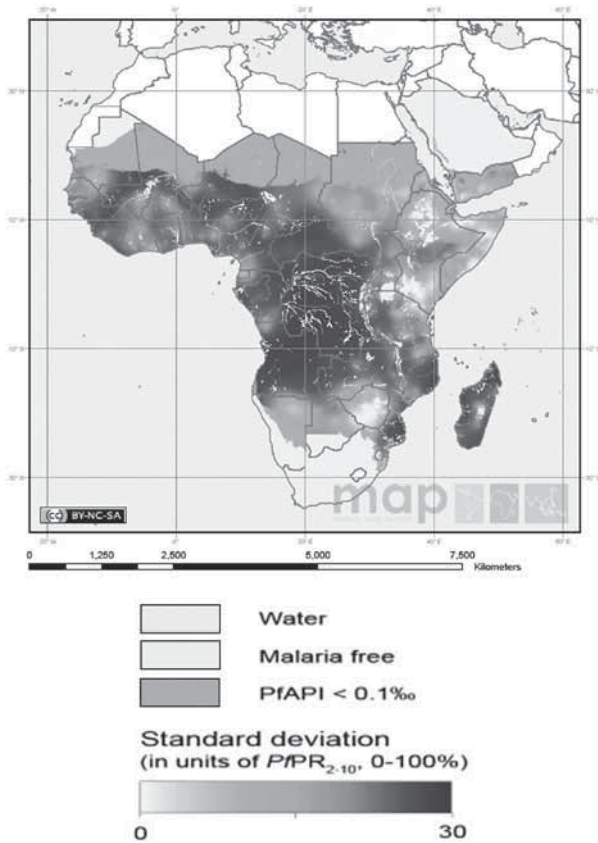 map
cc BY-NC-SA
0 1,250 2,500 5,000 7,500 Kilometers
Water
Malaria free
PfAPI < 0.1‰
Standard deviation
(in units of PfPR2-10, 0-100%)
0 30